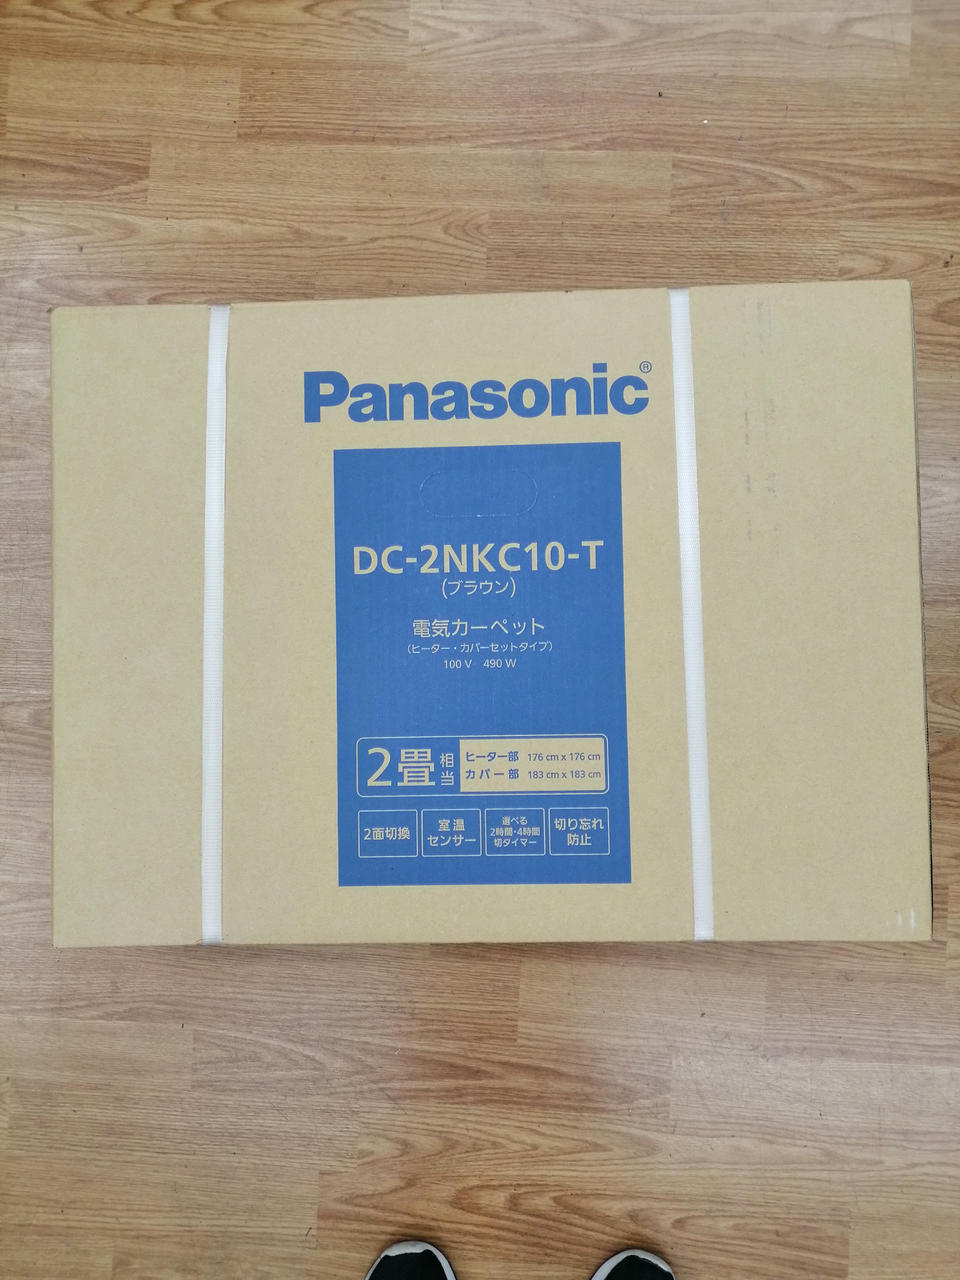 Panasonic®
DC-2NKC10-T
(ブラウン)
電気カーペット
(ヒーター・カバーセットタイプ)
100 V 490 W
2畳相当
ヒーター部 176 cm x 176 cm
カバー部 183 cm x 183 cm
2面切換
室温
センサー
選べる
2時間・4時間
切タイマー
切り忘れ
防止